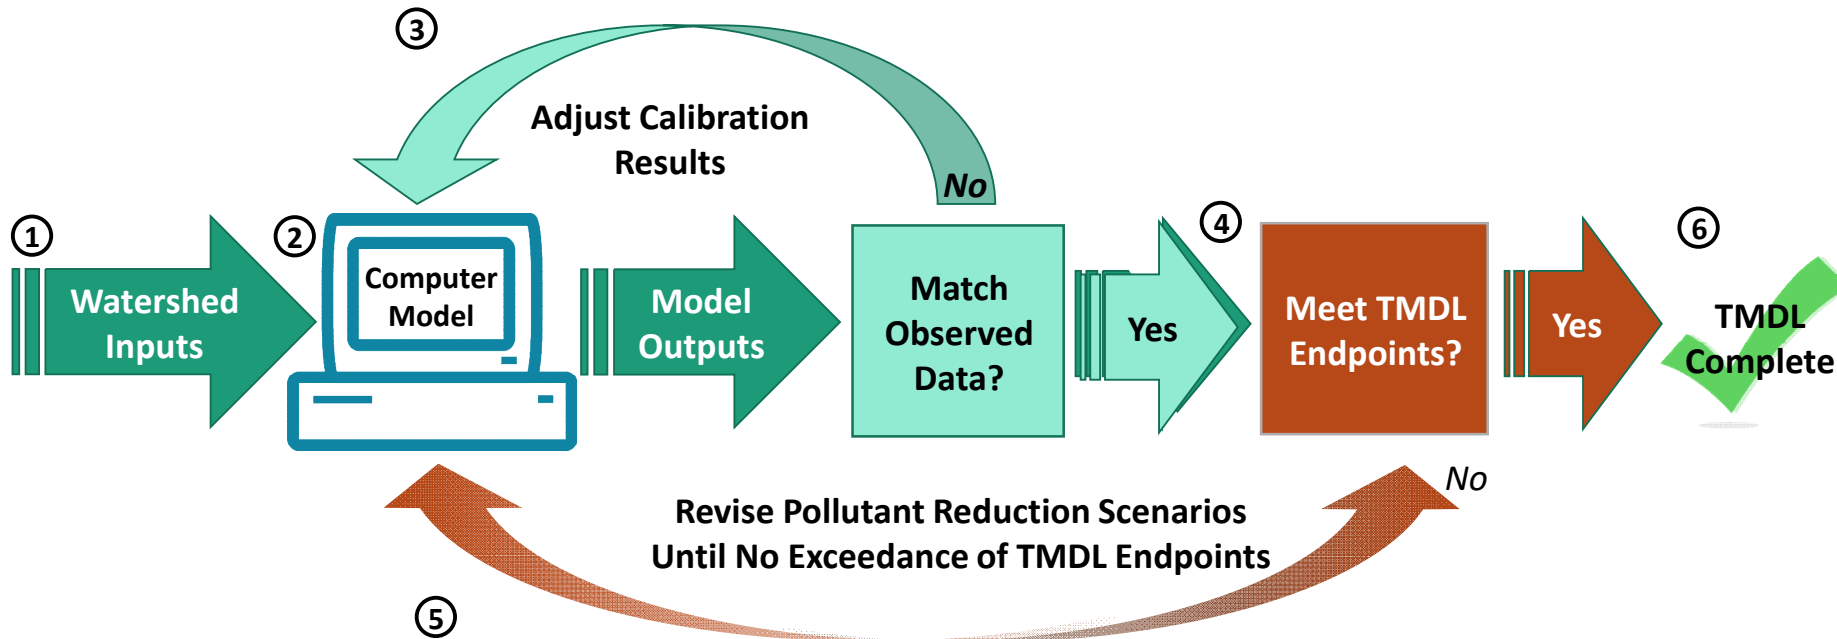 3
Adjust Calibration
Results
No
1
Watershed
Inputs
2
Computer
Model
Model
Outputs
Match
Observed
Data?
Yes
4
Meet TMDL
Endpoints?
Yes
6
TMDL
Complete
No
Revise Pollutant Reduction Scenarios
Until No Exceedance of TMDL Endpoints
5